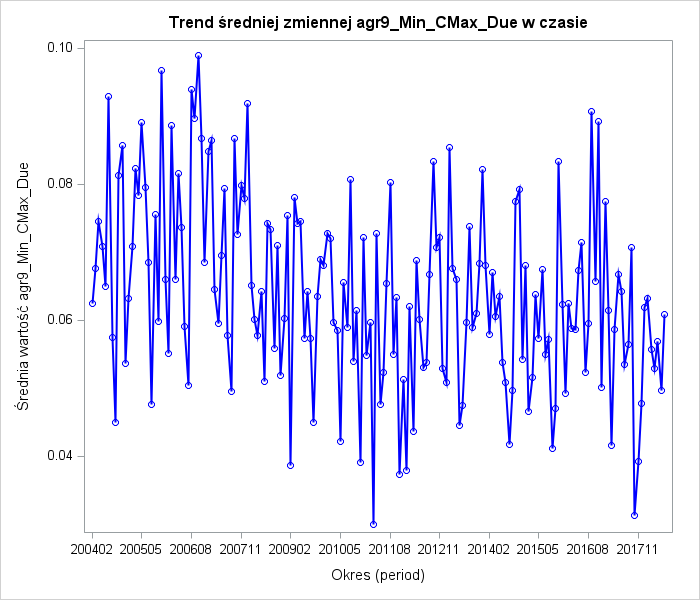 Trend średniej zmiennej agr9_Min_CMax_Due w czasie
0.10
0.08
0.06
0.04
Średnia wartość agr9_Min_CMax_Due
200402 200505 200608 200711 200902 201005 201108 201211 201402 201505 201608 201711
Okres (period)